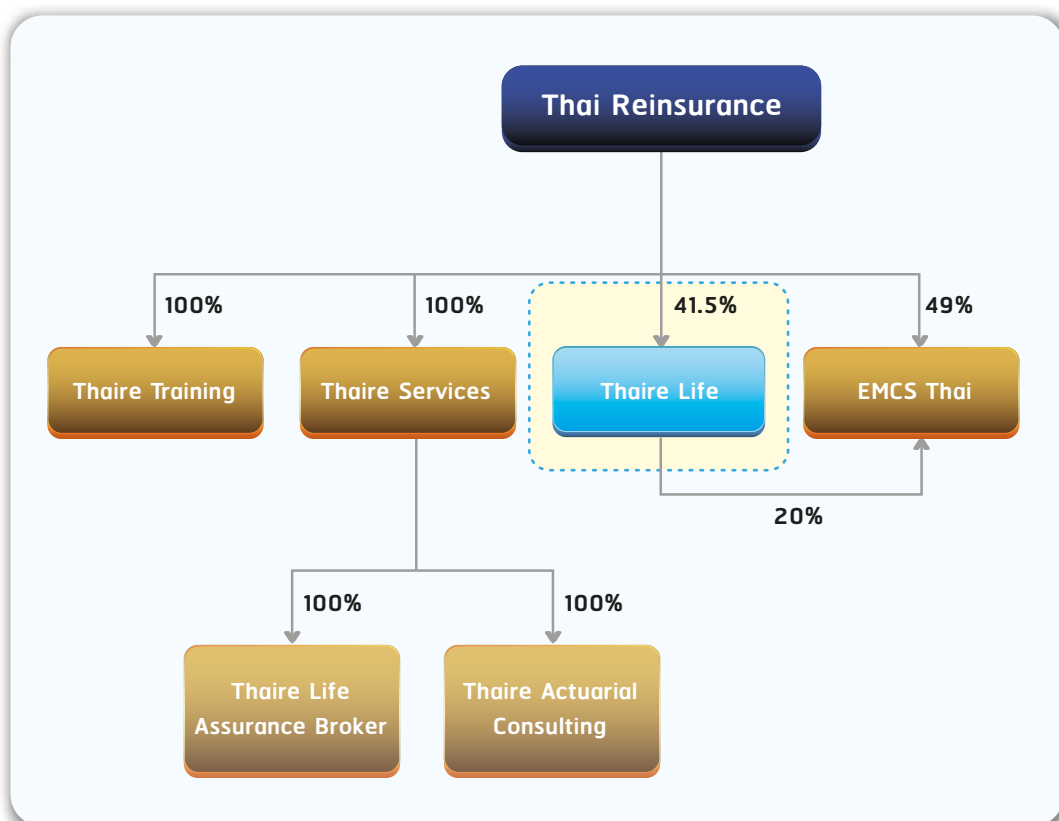 Thai Reinsurance
100%
100%
41.5%
49%
Thaire Training
Thaire Services
Thaire Life
EMCS Thai
20%
100%
100%
Thaire Life
Assurance Broker
Thaire Actuarial
Consulting